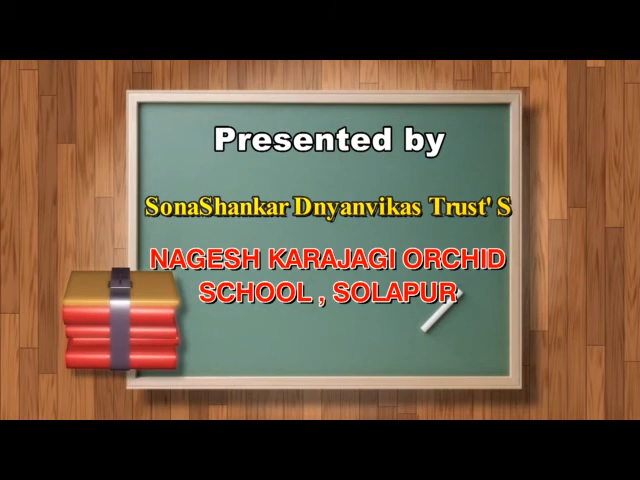 Presented by
SonaShankar Dnyanvikas Trust' S
NAGESH KARAJAGI ORCHID
SCHOOL , SOLAPUR